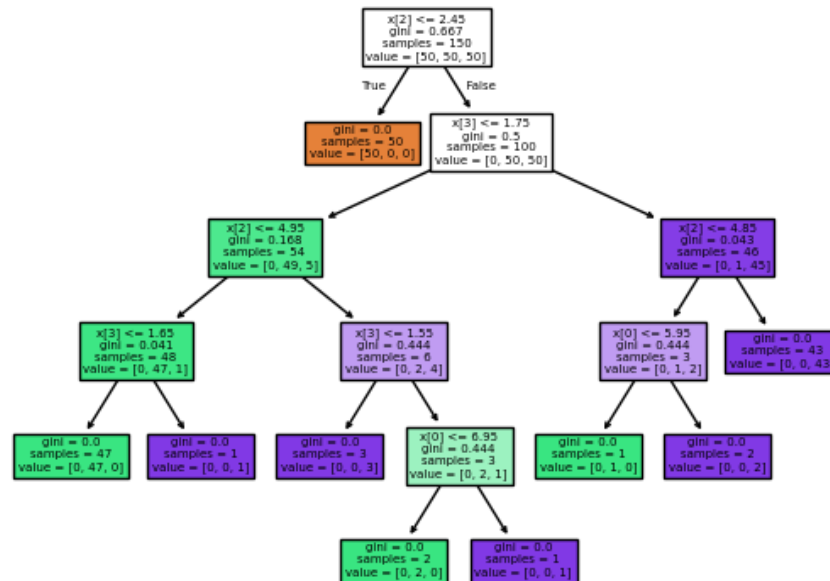 x[2] <= 2.45
gini = 0.667
samples = 150
value = [50, 50, 50]
True
False
gini = 0.0
samples = 50
value = [50, 0, 0]
x[3] <= 1.75
gini = 0.5
samples = 100
value = [0, 50, 50]
x[2] <= 4.95
gini = 0.168
samples = 54
value = [0, 49, 5]
x[2] <= 4.85
gini = 0.043
samples = 46
value = [0, 1, 45]
x[3] <= 1.65
gini = 0.041
samples = 48
value = [0, 47, 1]
x[3] <= 1.55
gini = 0.444
samples = 6
value = [0, 2, 4]
x[0] <= 5.95
gini = 0.444
samples = 3
value = [0, 1, 2]
gini = 0.0
samples = 43
value = [0, 0, 43]
gini = 0.0
samples = 47
value = [0, 47, 0]
gini = 0.0
samples = 1
value = [0, 0, 1]
gini = 0.0
samples = 3
value = [0, 0, 3]
x[0] <= 6.95
gini = 0.444
samples = 3
value = [0, 2, 1]
gini = 0.0
samples = 1
value = [0, 1, 0]
gini = 0.0
samples = 2
value = [0, 0, 2]
gini = 0.0
samples = 2
value = [0, 2, 0]
gini = 0.0
samples = 1
value = [0, 0, 1]